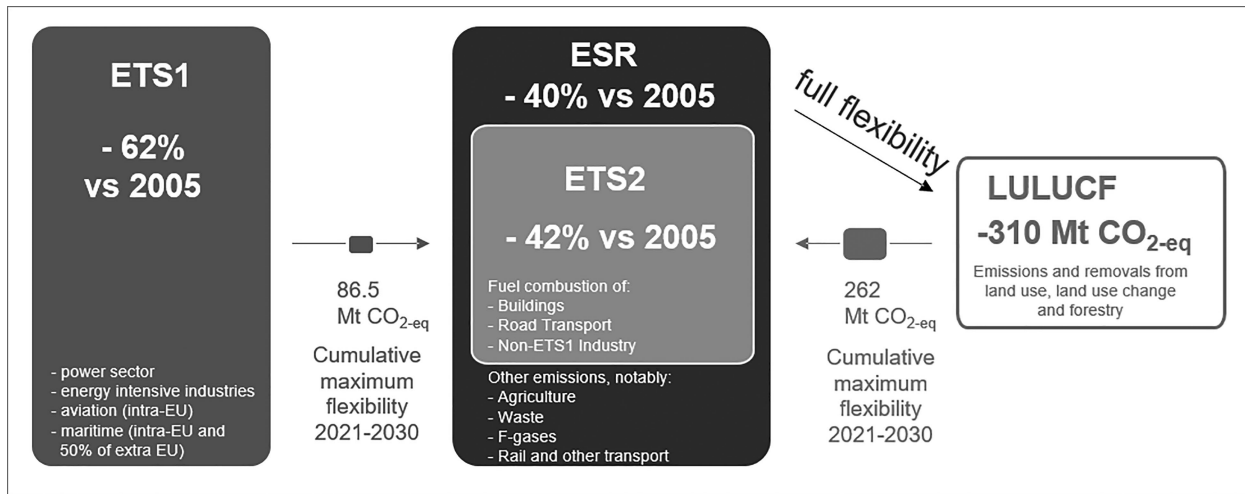 ETS1
- 62%
vs 2005
- power sector
- energy intensive industries
- aviation (intra-EU)
- maritime (intra-EU and
50% of extra EU)
86.5
Mt CO2-eq
Cumulative
maximum
flexibility
2021-2030
ESR
- 40% vs 2005
ETS2
- 42% vs 2005
Fuel combustion of:
- Buildings
- Road Transport
- Non-ETS1 Industry
Other emissions, notably:
- Agriculture
- Waste
- F-gases
- Rail and other transport
full flexibility
262
Mt CO2-eq
Cumulative
maximum
flexibility
2021-2030
LULUCF
-310 Mt CO2-eq
Emissions and removals from
land use, land use change
and forestry